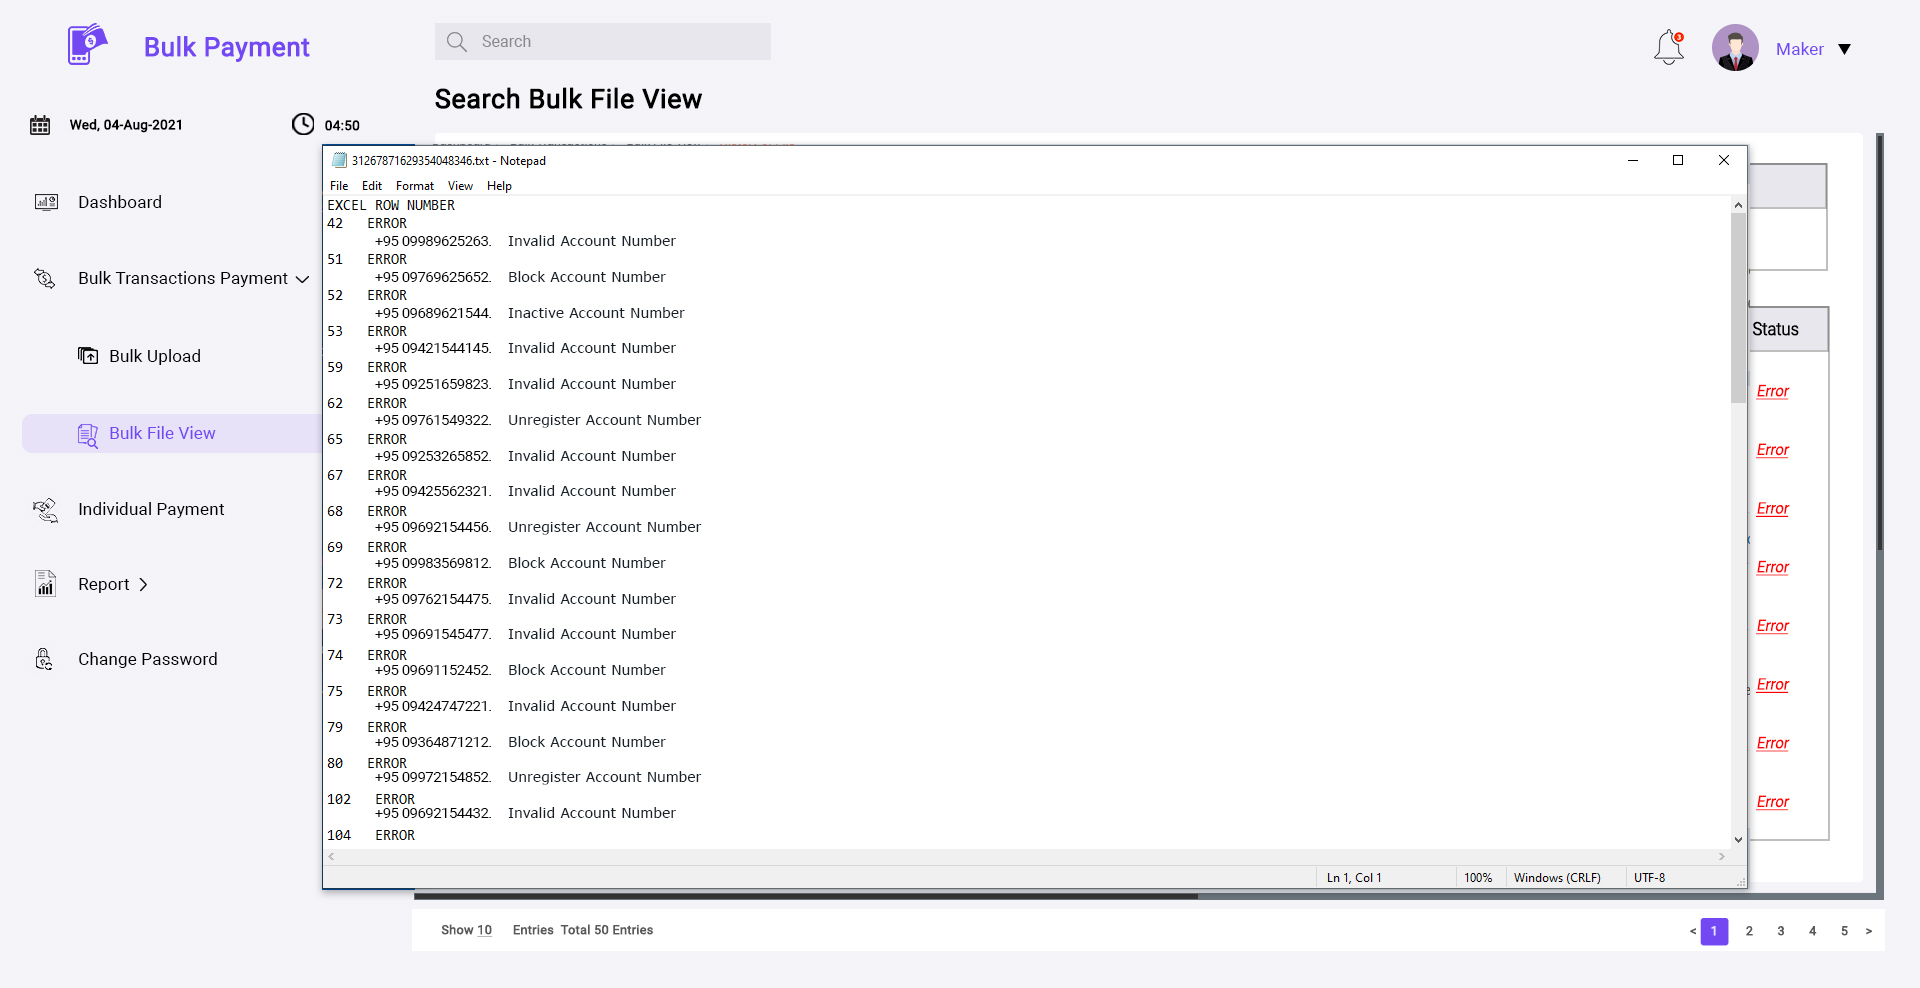 Bulk Payment
Search
3
Maker
Search Bulk File View
Wed, 04-Aug-2021
04:50
Dashboard
Bulk Transactions Payment
Bulk Upload
Bulk File View
Individual Payment
Report
Change Password
31267871629354048346.txt - Notepad
File Edit Format View Help
EXCEL ROW NUMBER
42 ERROR
+95 09989625263. Invalid Account Number
51 ERROR
+95 09769625652. Block Account Number
52 ERROR
+95 09689621544. Inactive Account Number
53 ERROR
+95 09421544145. Invalid Account Number
59 ERROR
+95 09251659823. Invalid Account Number
62 ERROR
+95 09761549322. Unregister Account Number
65 ERROR
+95 09253265852. Invalid Account Number
67 ERROR
+95 09425562321. Invalid Account Number
68 ERROR
+95 09692154456. Unregister Account Number
69 ERROR
+95 09983569812. Block Account Number
72 ERROR
+95 09762154475. Invalid Account Number
73 ERROR
+95 09691545477. Invalid Account Number
74 ERROR
+95 09691152452. Block Account Number
75 ERROR
+95 09424747221. Invalid Account Number
79 ERROR
+95 09364871212. Block Account Number
80 ERROR
+95 09972154852. Unregister Account Number
102 ERROR
+95 09692154432. Invalid Account Number
104 ERROR
Ln 1, Col 1 100% Windows (CRLF) UTF-8
Status
Error
Error
Error
Error
Error
Error
Error
Error
Show 10 Entries Total 50 Entries
< 1 2 3 4 5 >